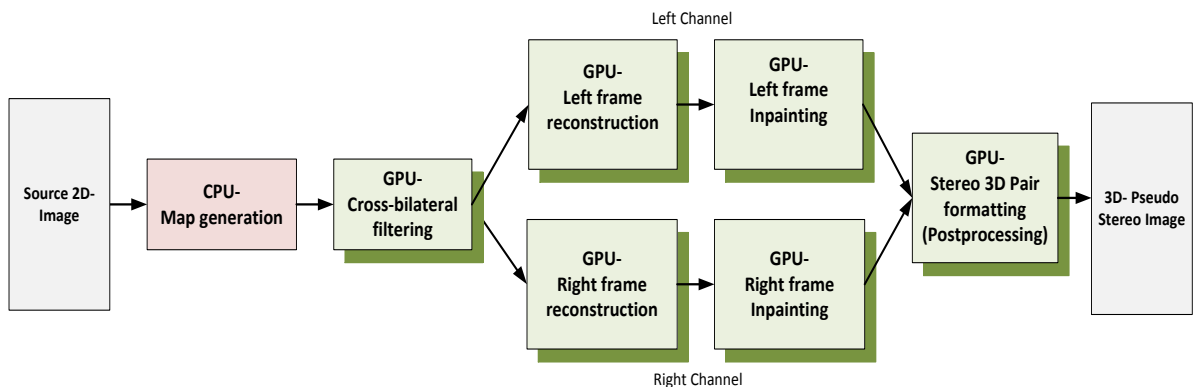 Left Channel
Source 2D-
Image
CPU-
Map generation
GPU-
Cross-bilateral
filtering
GPU-
Left frame
reconstruction
GPU-
Left frame
Inpainting
GPU-
Right frame
reconstruction
GPU-
Right frame
Inpainting
GPU-
Stereo 3D Pair
formatting
(Postprocessing)
3D- Pseudo
Stereo Image
Right Channel